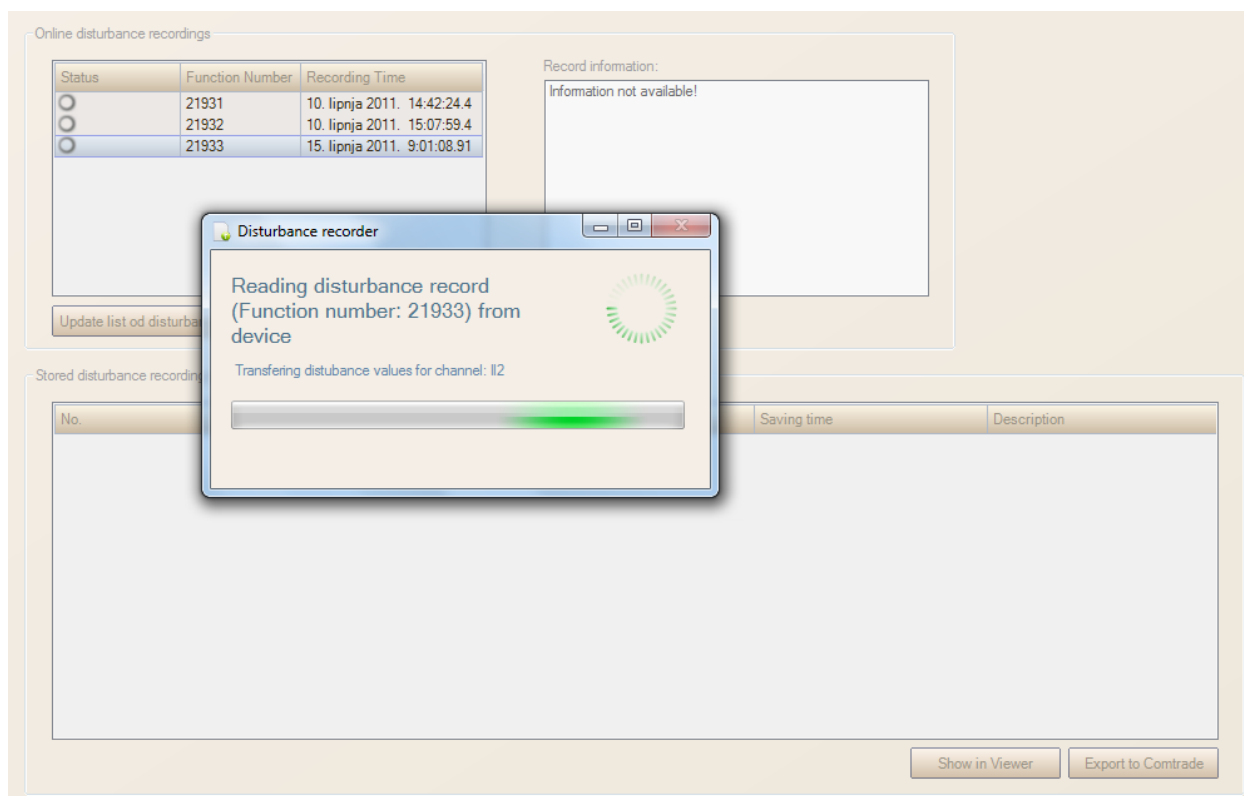 Online disturbance recordings
Status Function Number Recording Time
21931 10. lipnja 2011. 14:42:24.4
21932 10. lipnja 2011. 15:07:59.4
21933 15. lipnja 2011. 9:01:08.91
Record information:
Information not available!
Update list od
Disturbance recorder
Reading disturbance record
(Function number: 21933) from
device
Transfering distubance values for channel: Il2
Stored disturbance
No. Saving time Description
Show in Viewer Export to Comtrade